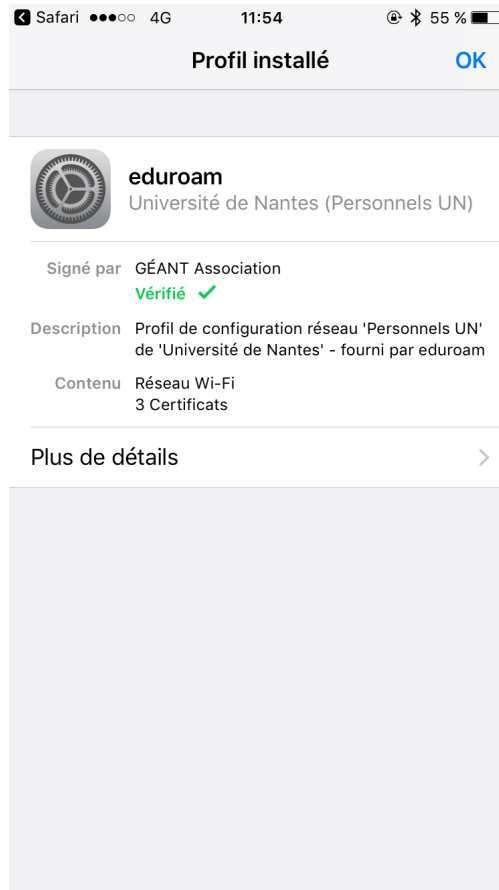 Safari 4G 11:54 55 %
Profil installé OK
eduroam
Université de Nantes (Personnels UN)
Signé par GÉANT Association
Vérifié
Description Profil de configuration réseau 'Personnels UN'
de 'Université de Nantes' - fourni par eduroam
Contenu Réseau Wi-Fi
3 Certificats
Plus de détails